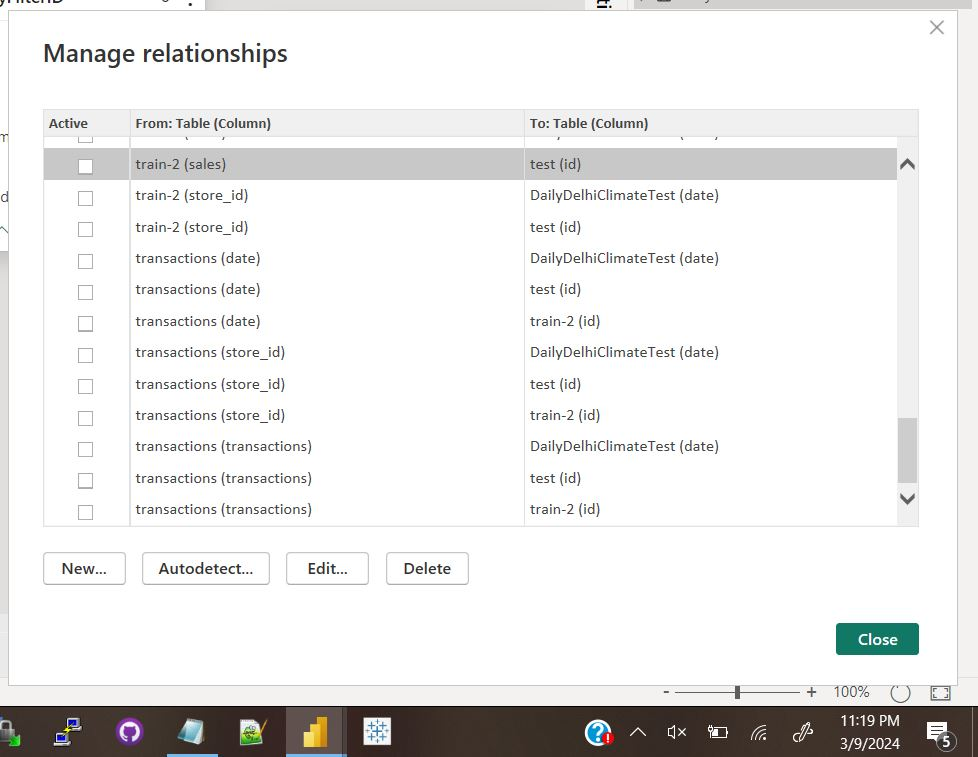 Manage relationships
Active From: Table (Column) To: Table (Column)
train-2 (sales) test (id)
train-2 (store_id) DailyDelhiClimateTest (date)
train-2 (store_id) test (id)
transactions (date) DailyDelhiClimateTest (date)
transactions (date) test (id)
transactions (date) train-2 (id)
transactions (store_id) DailyDelhiClimateTest (date)
transactions (store_id) test (id)
transactions (store_id) train-2 (id)
transactions (transactions) DailyDelhiClimateTest (date)
transactions (transactions) test (id)
transactions (transactions) train-2 (id)
New... Autodetect... Edit... Delete
Close
- + 100%
11:19 PM
3/9/2024
5